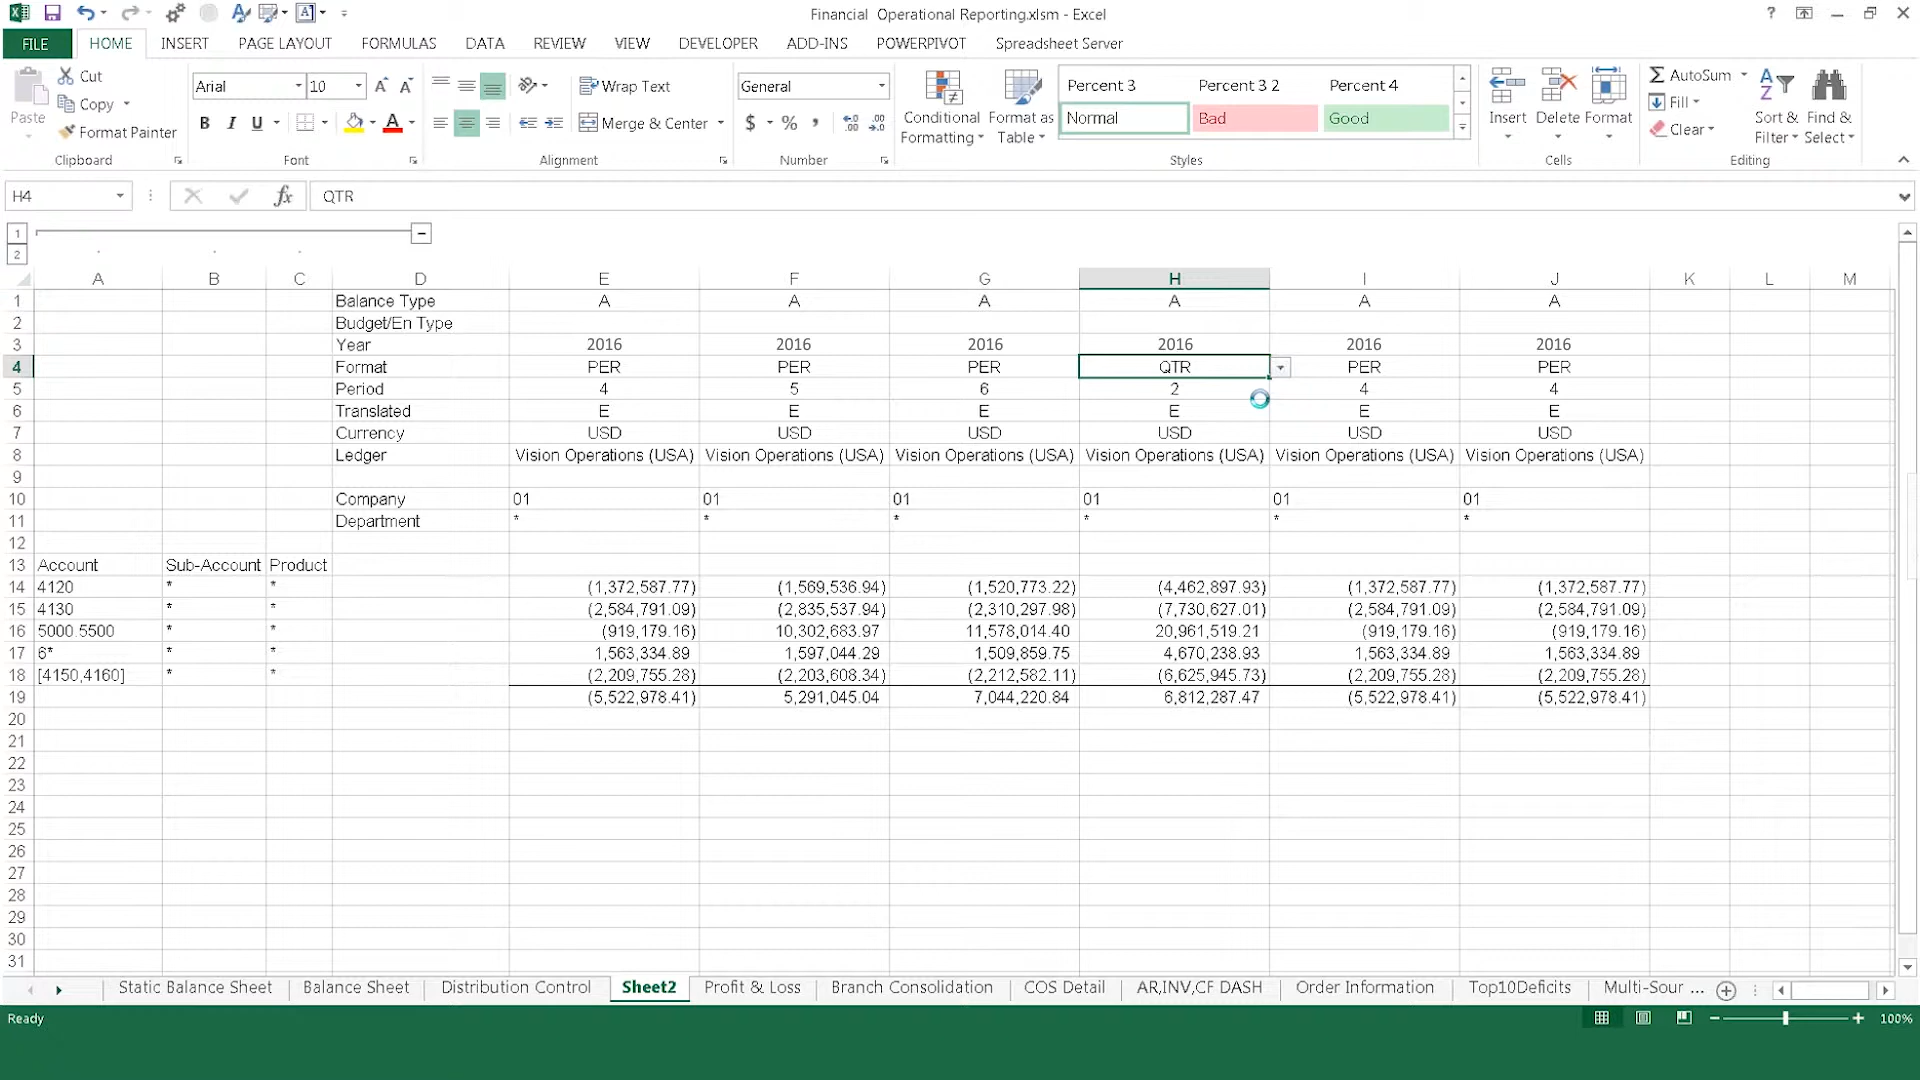 Financial Operational Reporting.xlsm - Excel
FILE HOME INSERT PAGE LAYOUT FORMULAS DATA REVIEW VIEW DEVELOPER ADD-INS POWERPIVOT Spreadsheet Server
Paste
Cut
Copy
Format Painter
Clipboard
Arial 10
B I U
Font
Wrap Text
Merge & Center
Alignment
General
$ % ,
Number
Conditional Formatting
Format as Table
Percent 3 Percent 3 2 Percent 4
Normal Bad Good
Styles
Insert Delete Format
Cells
AutoSum
Fill
Clear
Sort & Filter
Find & Select
Editing
H4 fx QTR
1
2
A B C D E F G H I J K L M
1 Balance Type A A A A A A
2 Budget/En Type
3 Year 2016 2016 2016 2016 2016 2016
4 Format PER PER PER QTR PER PER
5 Period 4 5 6 2 4 4
6 Translated E E E E E E
7 Currency USD USD USD USD USD USD
8 Ledger Vision Operations (USA) Vision Operations (USA) Vision Operations (USA) Vision Operations (USA) Vision Operations (USA) Vision Operations (USA)
9
10 Company 01 01 01 01 01 01
11 Department * * * * * *
12
13 Account Sub-Account Product
14 4120 * * (1,372,587.77) (1,569,536.94) (1,520,773.22) (4,462,897.93) (1,372,587.77) (1,372,587.77)
15 4130 * * (2,584,791.09) (2,835,537.94) (2,310,297.98) (7,730,627.01) (2,584,791.09) (2,584,791.09)
16 5000.5500 * * (919,179.16) 10,302,683.97 11,578,014.40 20,961,519.21 (919,179.16) (919,179.16)
17 6* * * 1,563,334.89 1,597,044.29 1,509,859.75 4,670,238.93 1,563,334.89 1,563,334.89
18 [4150,4160] * * (2,209,755.28) (2,203,608.34) (2,212,582.11) (6,625,945.73) (2,209,755.28) (2,209,755.28)
19 (5,522,978.41) 5,291,045.04 7,044,220.84 6,812,287.47 (5,522,978.41) (5,522,978.41)
20
21
22
23
24
25
26
27
28
29
30
31
Static Balance Sheet Balance Sheet Distribution Control Sheet2 Profit & Loss Branch Consolidation COS Detail AR,INV,CF DASH Order Information Top10Deficits Multi-Sour ...
Ready 100%